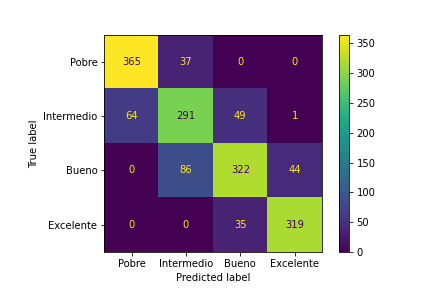 Pobre 365 37 0 0
Intermedio 64 291 49 1
Bueno 0 86 322 44
Excelente 0 0 35 319
Pobre Intermedio Bueno Excelente
Predicted label
True label
350
300
250
200
150
100
50
0